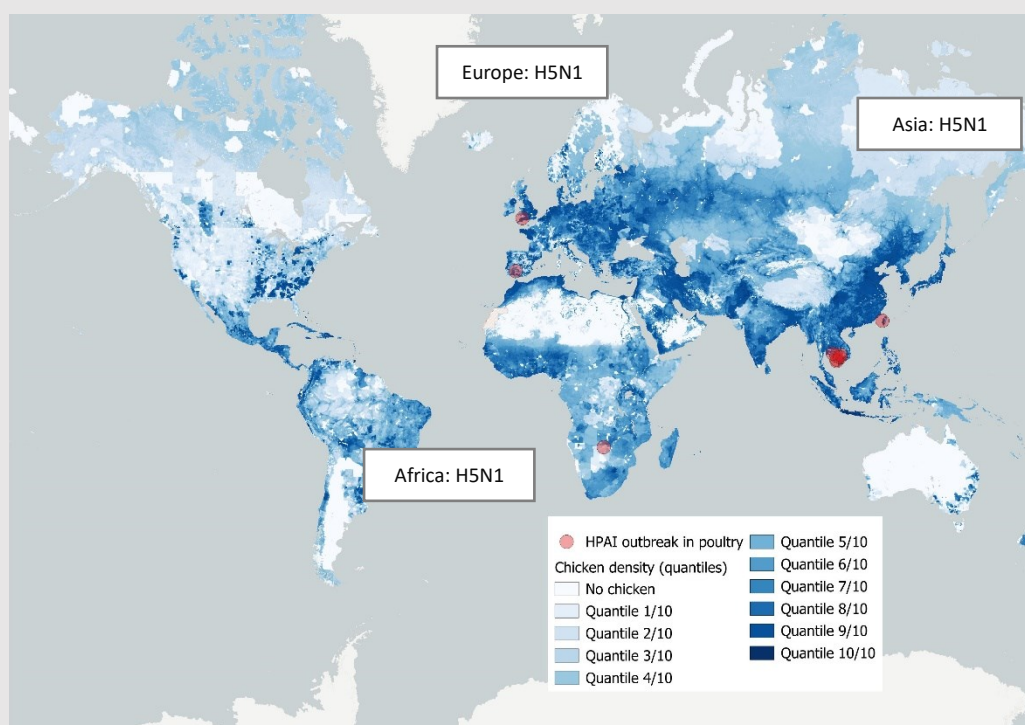 Europe: H5N1
Asia: H5N1
Africa: H5N1
HPAI outbreak in poultry
Chicken density (quantiles)
No chicken
Quantile 1/10
Quantile 2/10
Quantile 3/10
Quantile 4/10
Quantile 5/10
Quantile 6/10
Quantile 7/10
Quantile 8/10
Quantile 9/10
Quantile 10/10